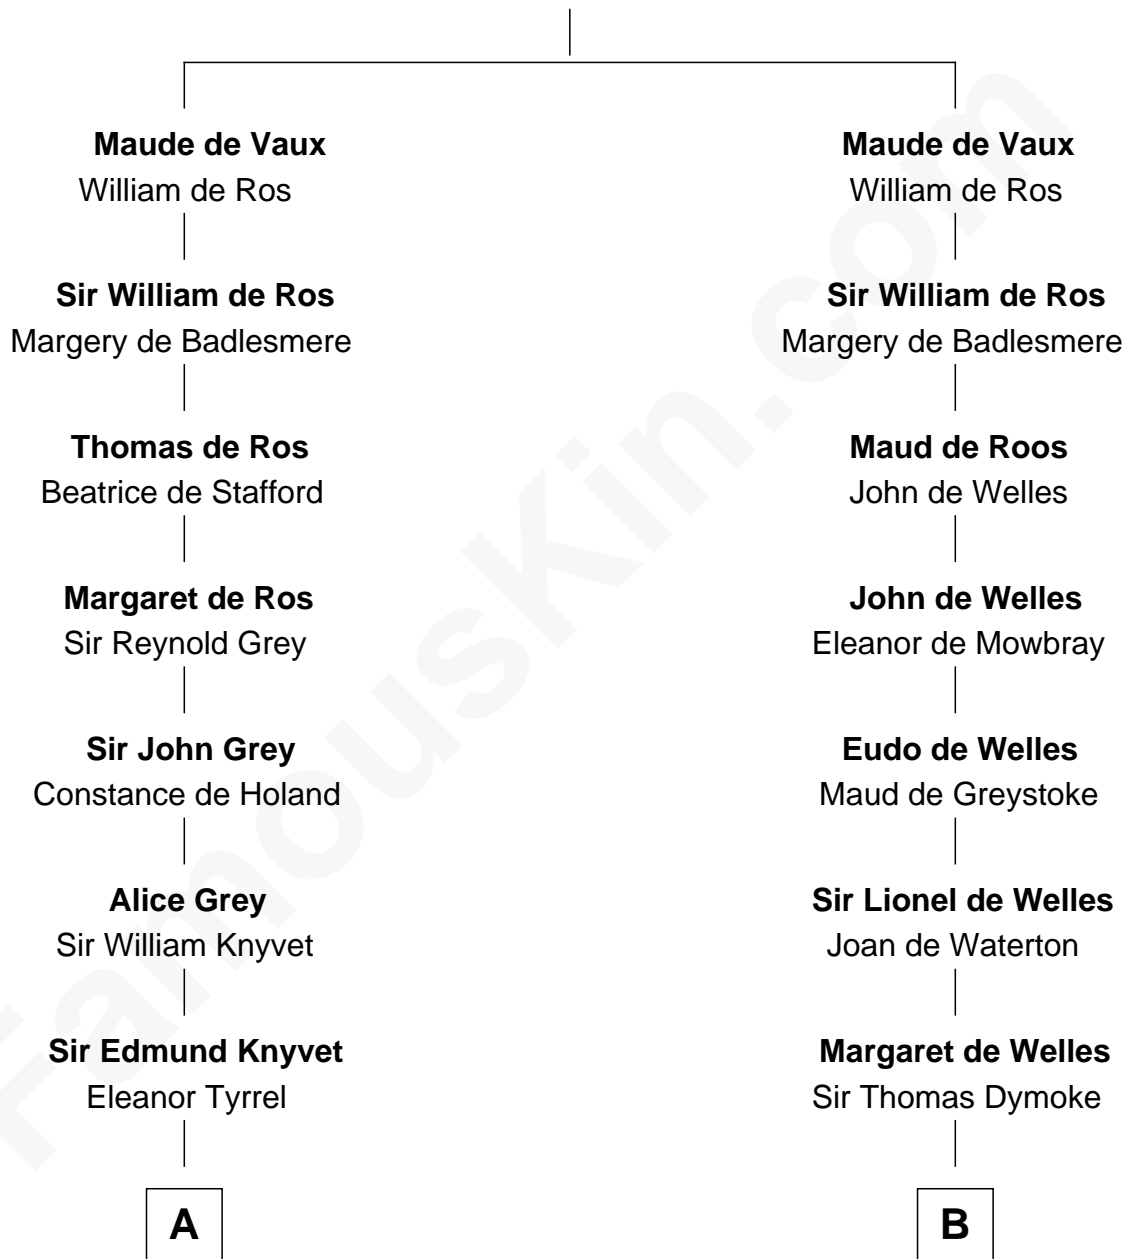 Maude de Vaux
William de Ros
Sir William de Ros
Margery de Badlesmere
Thomas de Ros
Beatrice de Stafford
Margaret de Ros
Sir Reynold Grey
Sir John Grey
Constance de Holand
Alice Grey
Sir William Knyvet
Sir Edmund Knyvet
Eleanor Tyrrel
A
Maude de Vaux
William de Ros
Sir William de Ros
Margery de Badlesmere
Maud de Roos
John de Welles
John de Welles
Eleanor de Mowbray
Eudo de Welles
Maud de Greystoke
Sir Lionel de Welles
Joan de Waterton
Margaret de Welles
Sir Thomas Dymoke
B
FamousKin.com